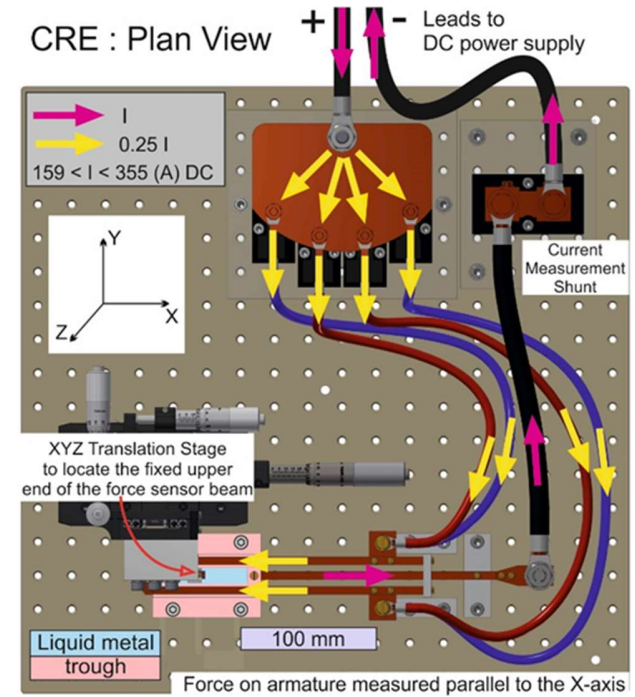 CRE : Plan View
+
-
Leads to
DC power supply
I
0.25 I
159 < I < 355 (A) DC
Y
X
Z
Current
Measurement
Shunt
XYZ Translation Stage
to locate the fixed upper
end of the force sensor beam
Liquid metal
trough
100 mm
Force on armature measured parallel to the X-axis